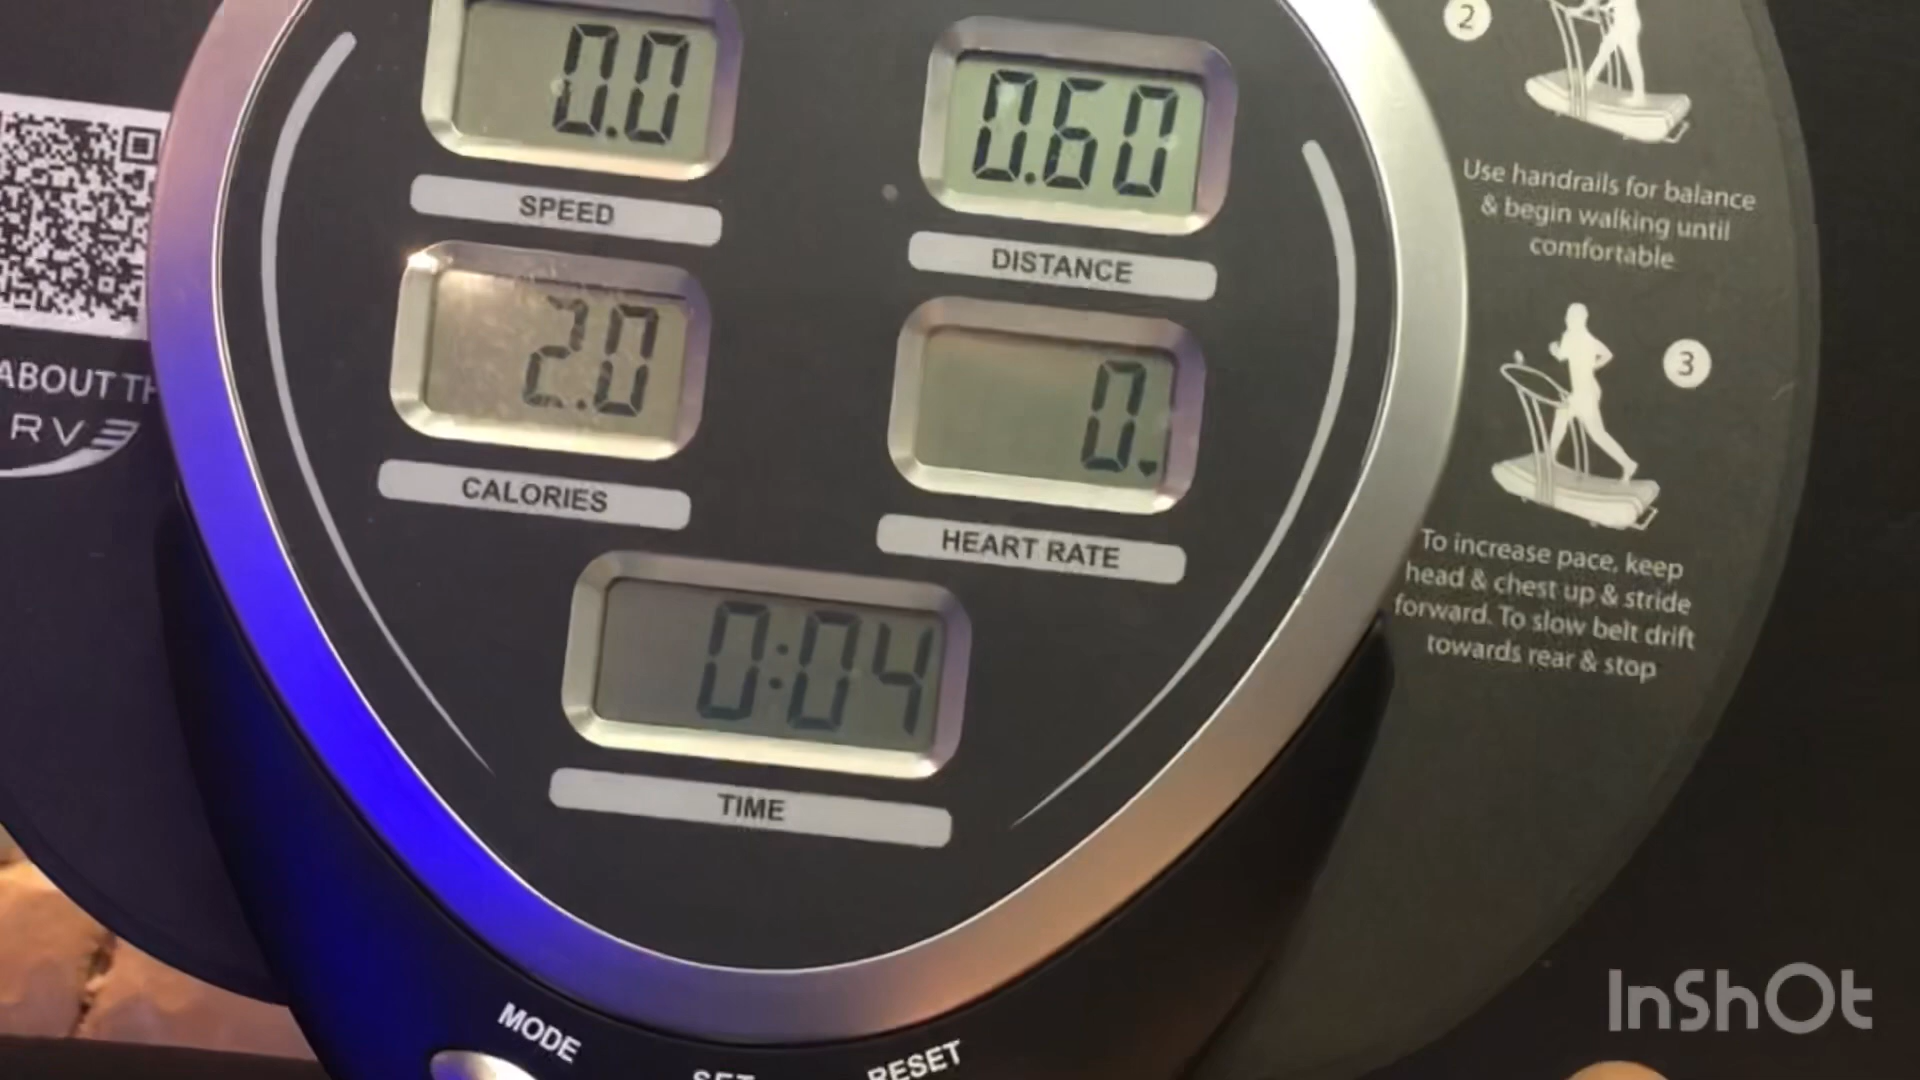 0.0
SPEED
0.60
DISTANCE
2.0
CALORIES
0.
HEART RATE
0:04
TIME
MODE
SET
RESET
ABOUT TH
RV
2
Use handrails for balance
& begin walking until
comfortable
3
To increase pace, keep
head & chest up & stride
forward. To slow belt drift
towards rear & stop
InShOt